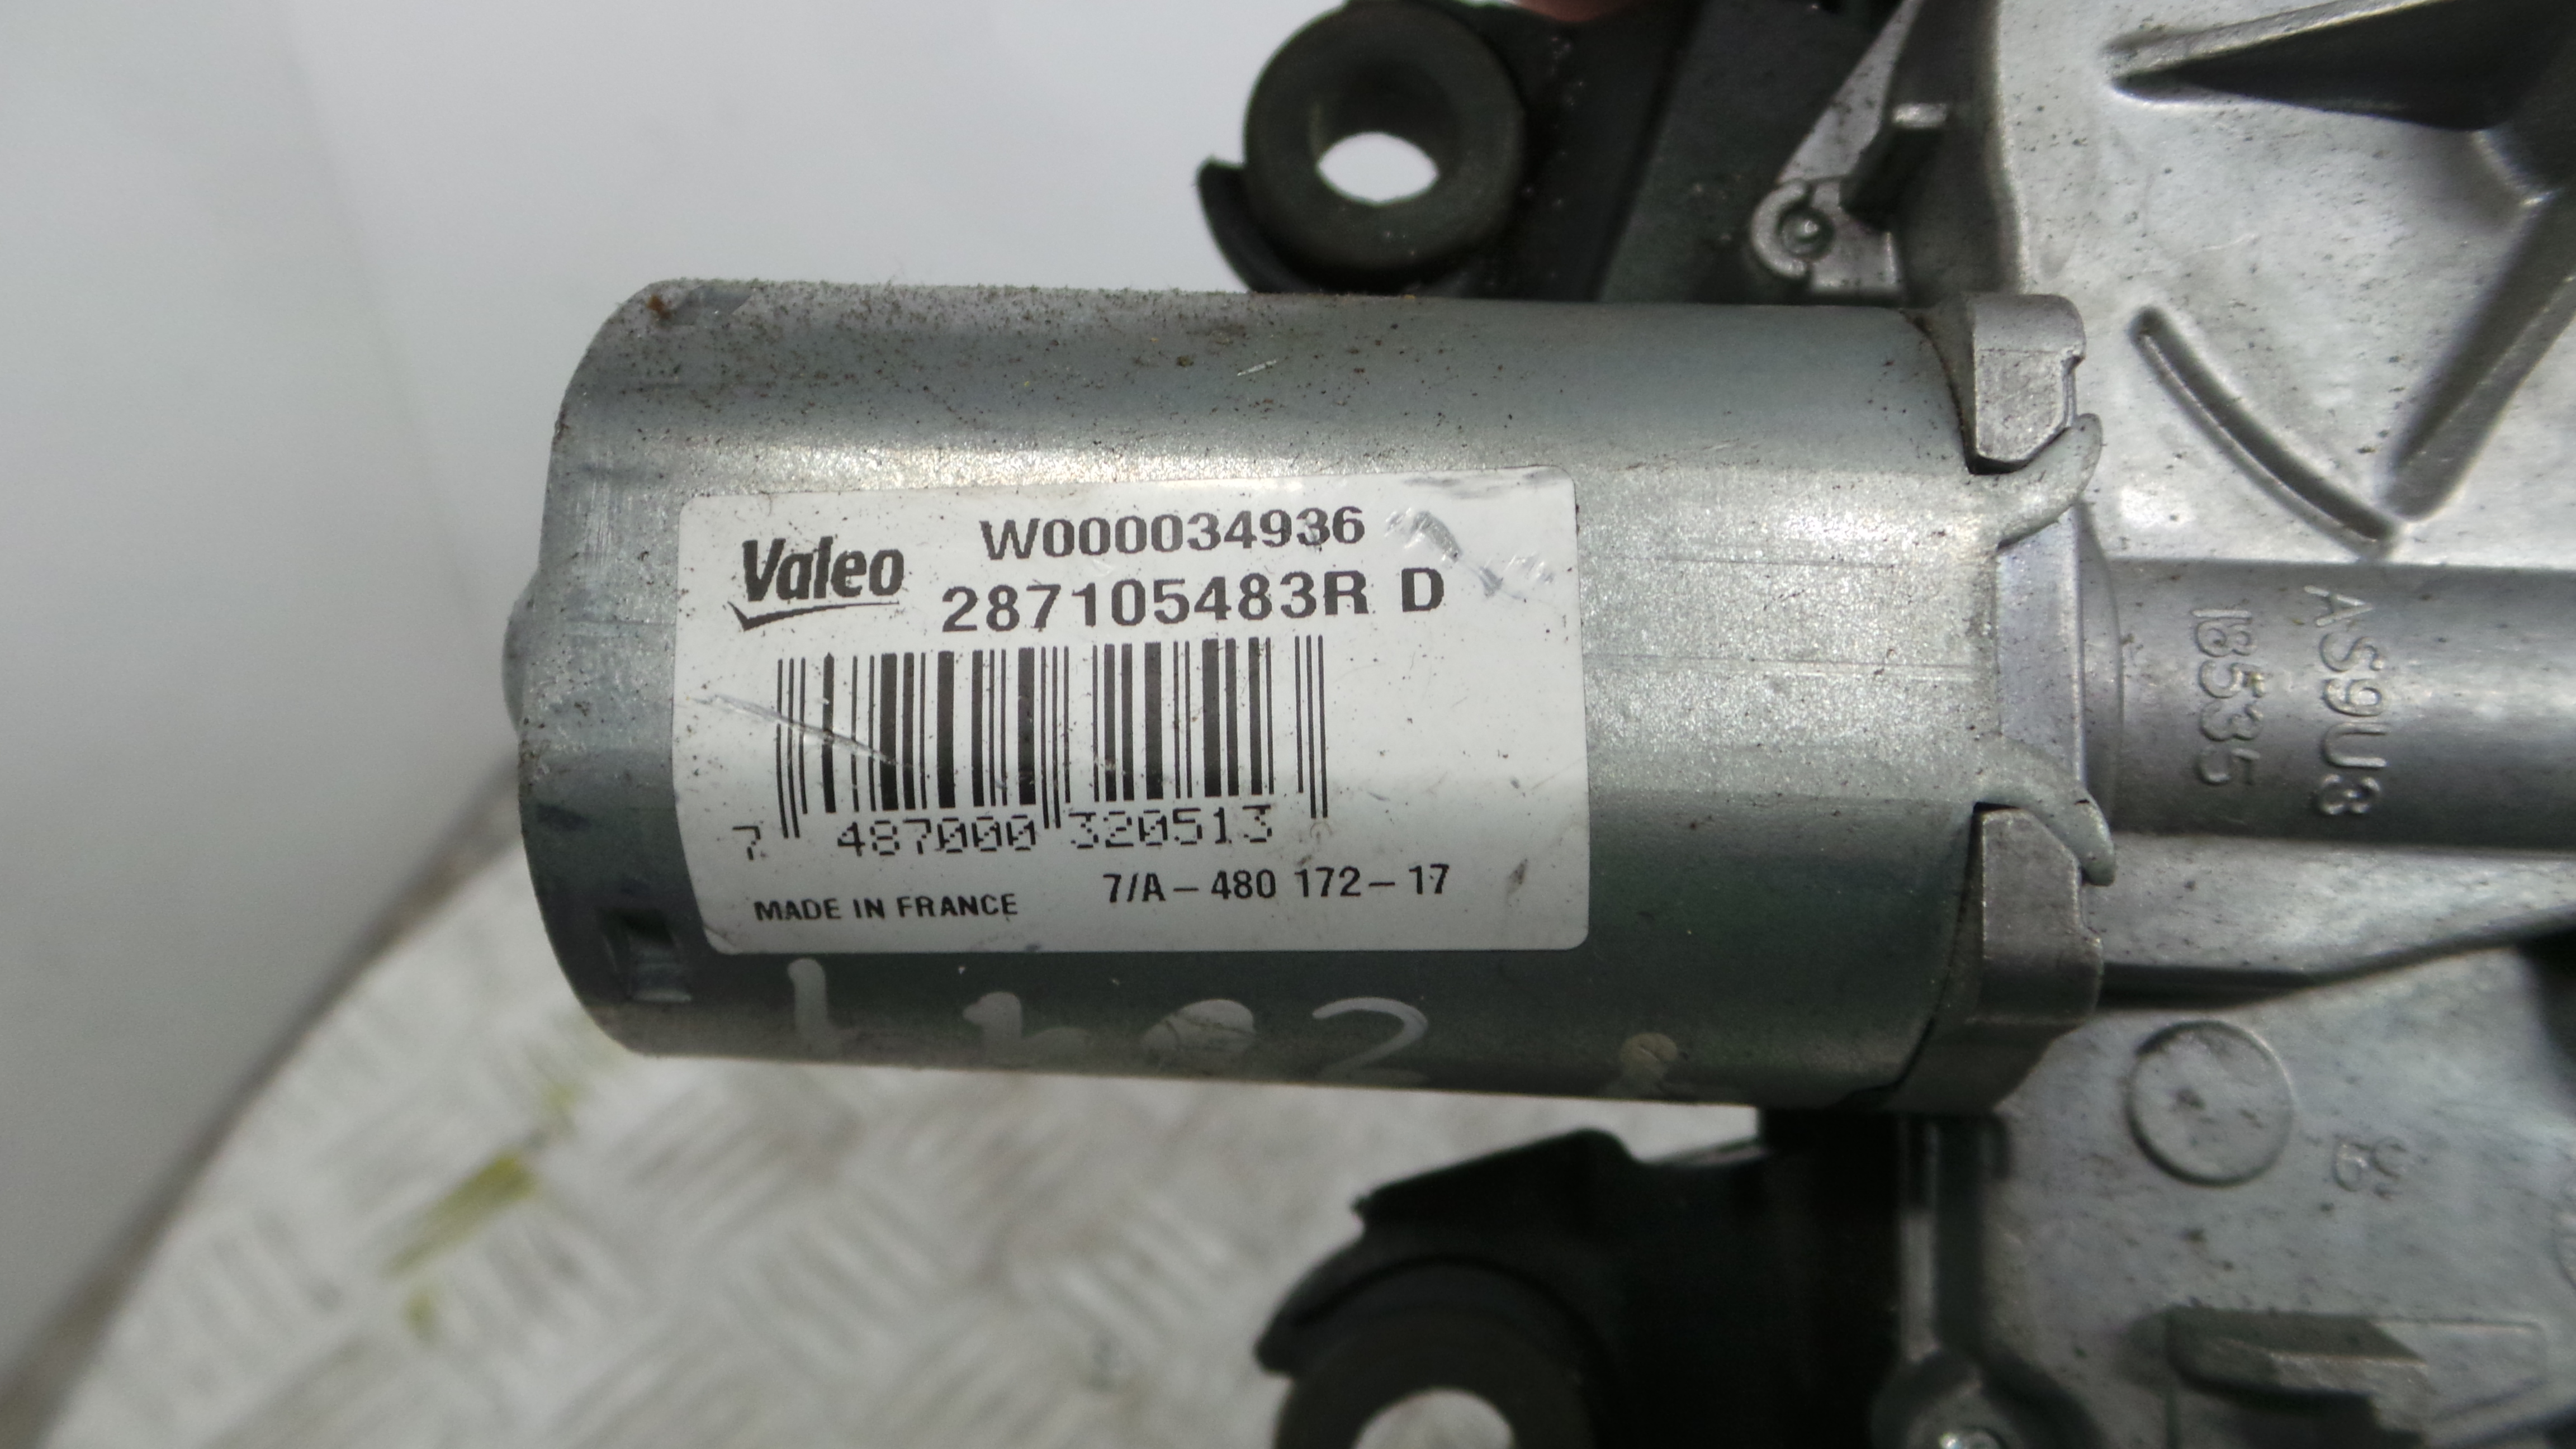 Valeo
W000034936
287105483R D
7 487000 320513
MADE IN FRANCE
7/A-480 172-17
AS9U3
18535